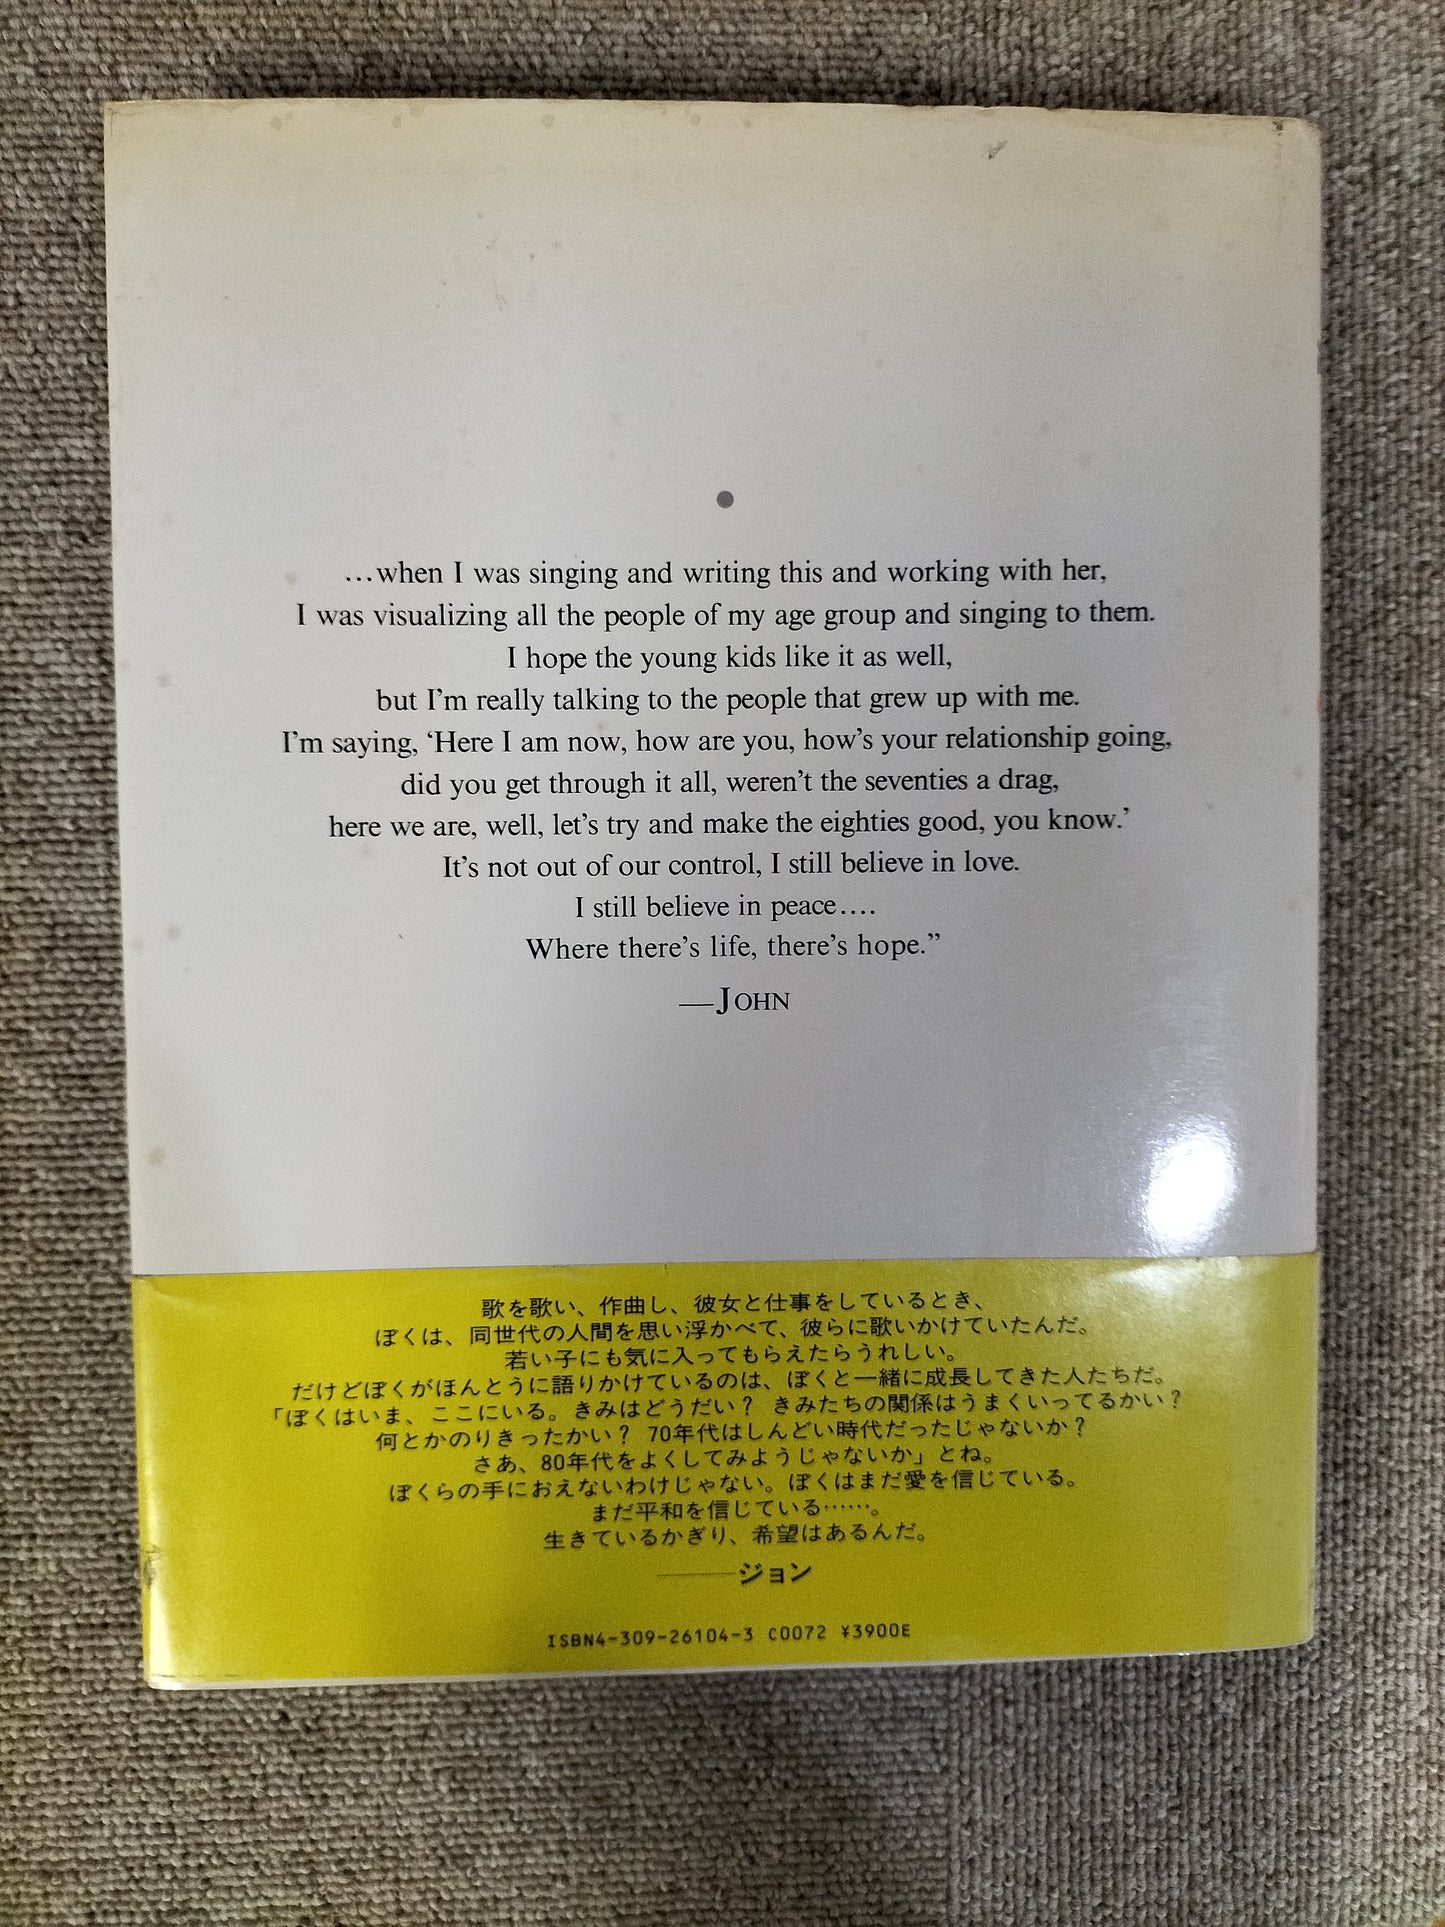 …when I was singing and writing this and working with her,
I was visualizing all the people of my age group and singing to them.
I hope the young kids like it as well,
but I'm really talking to the people that grew up with me.
I'm saying, ‘Here I am now, how are you, how's your relationship going,
did you get through it all, weren't the seventies a drag,
here we are, well, let's try and make the eighties good, you know.’
It's not out of our control, I still believe in love.
I still believe in peace….
Where there's life, there's hope.”
—JOHN
歌を歌い、作曲し、彼女と仕事をしているとき、
ぼくは、同世代の人間を思い浮かべて、彼らに歌いかけていたんだ。
若い子にも気に入ってもらえたらうれしい。
だけどぼくがほんとうに語りかけているのは、ぼくと一緒に成長してきた人たちだ。
「ぼくはいま、ここにいる。きみはどうだい？ きみたちの関係はうまくいってるかい？
何とかのりきったかい？ 70年代はしんどい時代だったじゃないか？
さあ、80年代をよくしてみようじゃないか」とね。
ぼくらの手におえないわけじゃない。ぼくはまだ愛を信じている。
まだ平和を信じている……。
生きているかぎり、希望はあるんだ。
——ジョン
ISBN4-309-26104-3 C0072 ¥3900E